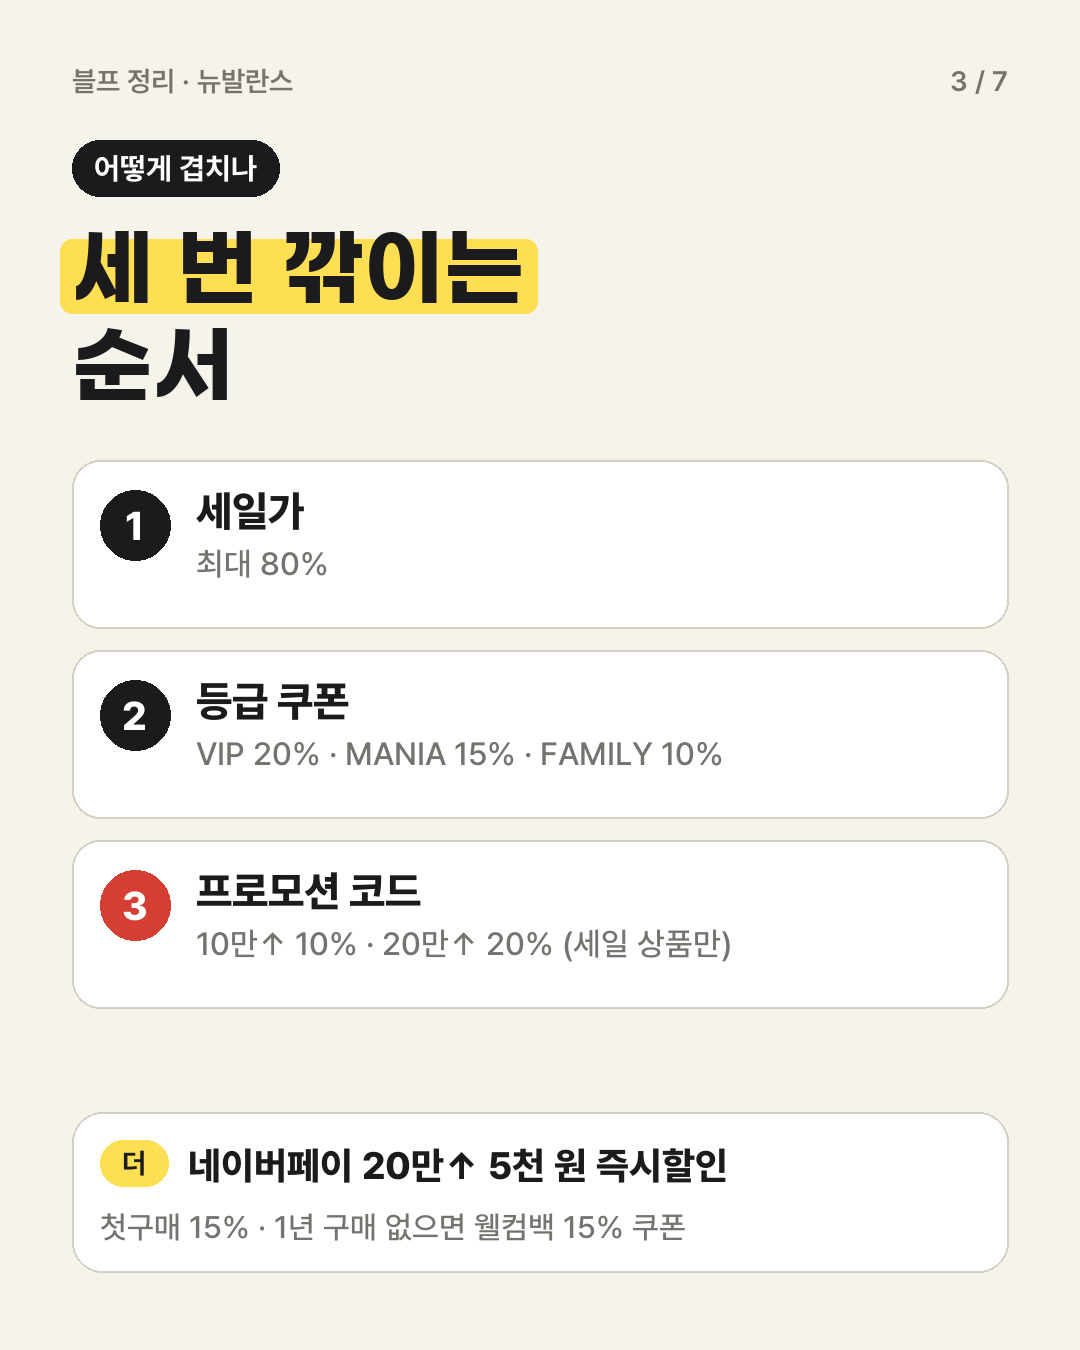 블프 정리 · 뉴발란스
3 / 7
어떻게 겹치나
세 번 깎이는
순서
1
세일가
최대 80%
2
등급 쿠폰
VIP 20% · MANIA 15% · FAMILY 10%
3
프로모션 코드
10만↑ 10% · 20만↑ 20% (세일 상품만)
더 네이버페이 20만↑ 5천 원 즉시할인
첫구매 15% · 1년 구매 없으면 웰컴백 15% 쿠폰